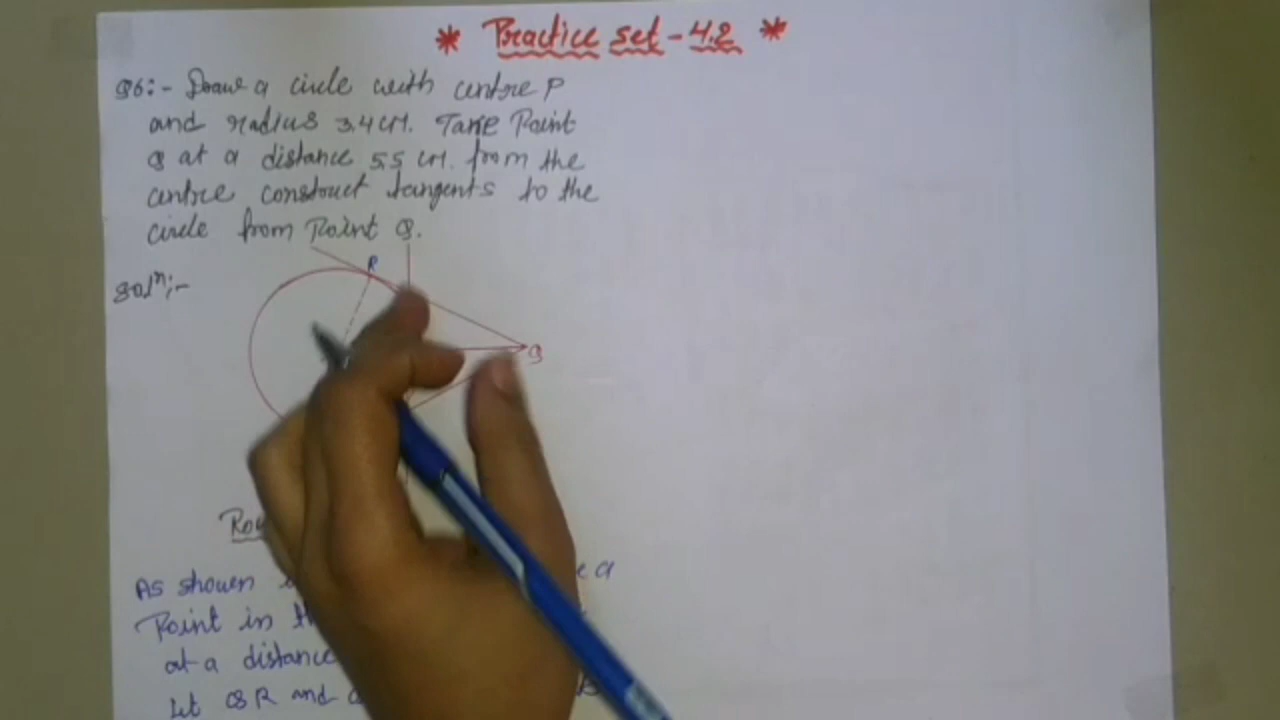 * Practice set - 4.2 *
Q6:- Draw a circle with centre P
and radius 3.4 cm. Take Point
Q at a distance 5.5 cm. from the
centre construct tangents to the
circle from Point Q.
Solⁿ:-
R
Q
As shown
Point in
at a distance
Let QR and